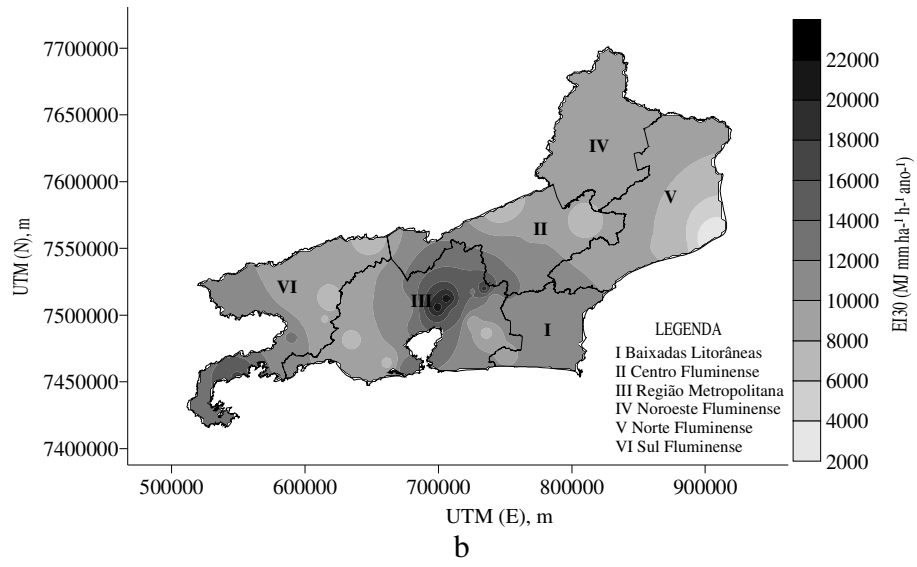 7700000
7650000
7600000
7550000
7500000
7450000
7400000
UTM (N), m
500000
600000
700000
800000
900000
UTM (E), m
IV
V
II
VI
III
I
LEGENDA
I Baixadas Litorâneas
II Centro Fluminense
III Região Metropolitana
IV Noroeste Fluminense
V Norte Fluminense
VI Sul Fluminense
22000
20000
18000
16000
14000
12000
10000
8000
6000
4000
2000
EI30 (MJ mm ha⁻¹ h⁻¹ ano⁻¹)
b